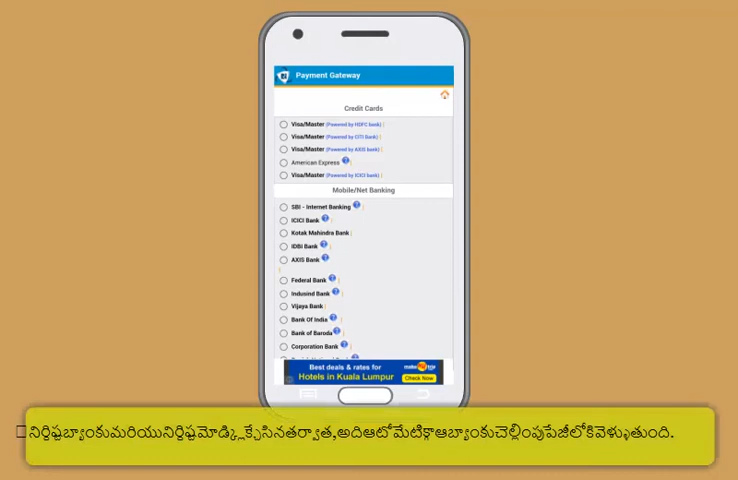 Payment Gateway
Credit Cards
Visa/Master (Powered by HDFC bank) |
Visa/Master (Powered by CITI Bank) |
Visa/Master (Powered by AXIS bank) |
American Express |
Visa/Master (Powered by ICICI bank) |
Mobile/Net Banking
SBI - Internet Banking |
ICICI Bank |
Kotak Mahindra Bank |
IDBI Bank |
AXIS Bank
|
Federal Bank |
Indusind Bank |
Vijaya Bank |
Bank Of India |
Bank of Baroda |
Corporation Bank |
Best deals & rates for
Hotels in Kuala Lumpur
make my trip
Check Now
నిర్దిష్టబ్యాంకుమరియునిర్దిష్టమోడ్క్లిక్చేసినతర్వాత,అదిఆటోమేటిక్గాఆబ్యాంకుచెల్లింపుపేజీలోకివెళ్ళుతుంది.